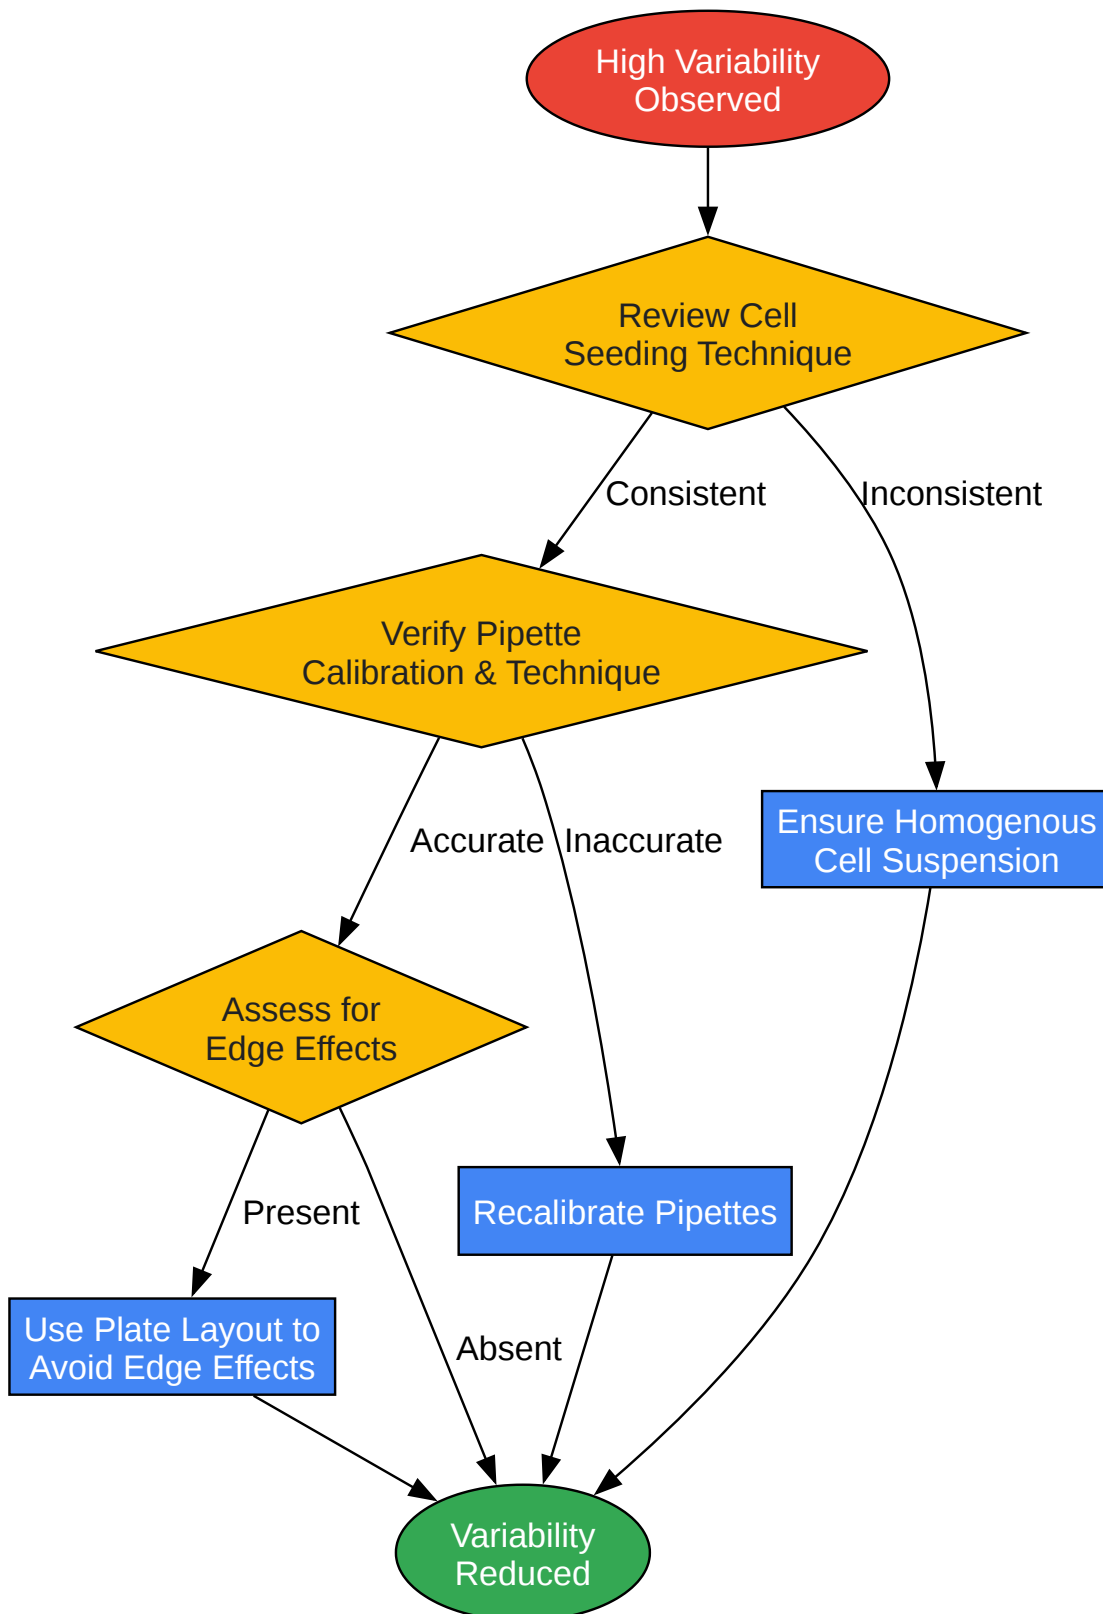 High Variability
Observed
Review Cell
Seeding Technique
Consistent
Inconsistent
Verify Pipette
Calibration & Technique
Accurate
Inaccurate
Ensure Homogenous
Cell Suspension
Assess for
Edge Effects
Present
Recalibrate Pipettes
Use Plate Layout to
Avoid Edge Effects
Absent
Variability
Reduced